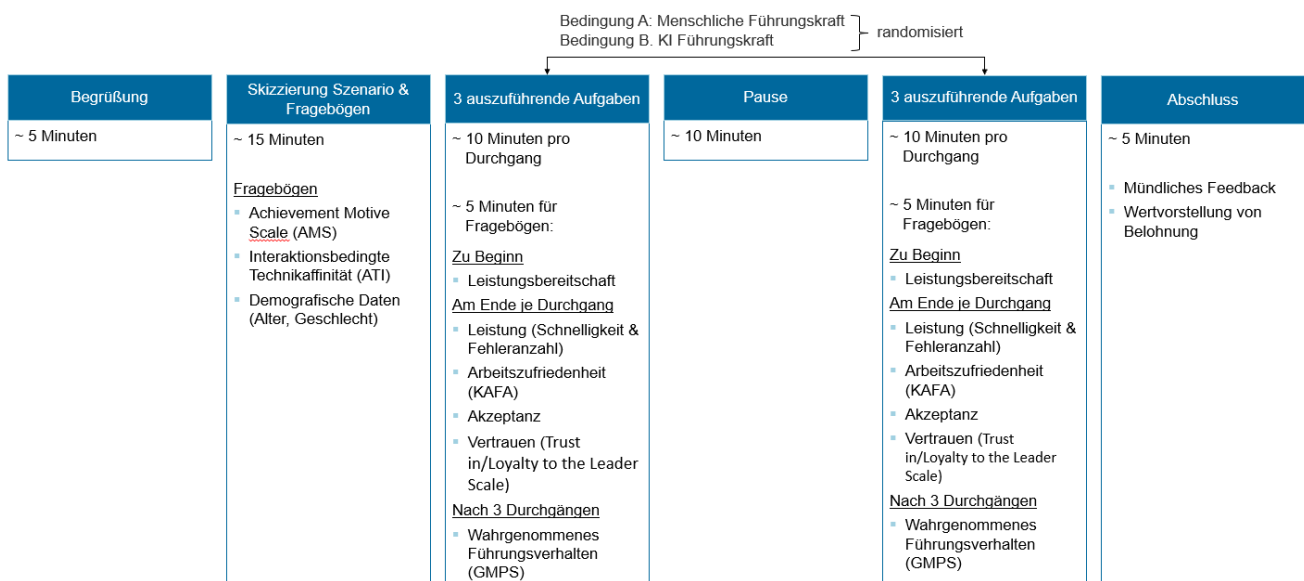 Bedingung A: Menschliche Führungskraft
Bedingung B. KI Führungskraft
randomisiert
Begrüßung
~ 5 Minuten
Skizzierung Szenario &
Fragebögen
~ 15 Minuten
Fragebögen
Achievement Motive
Scale (AMS)
Interaktionsbedingte
Technikaffinität (ATI)
Demografische Daten
(Alter, Geschlecht)
3 auszuführende Aufgaben
~ 10 Minuten pro
Durchgang
~ 5 Minuten für
Fragebögen:
Zu Beginn
Leistungsbereitschaft
Am Ende je Durchgang
Leistung (Schnelligkeit &
Fehleranzahl)
Arbeitszufriedenheit
(KAFA)
Akzeptanz
Vertrauen (Trust
in/Loyalty to the Leader
Scale)
Nach 3 Durchgängen
Wahrgenommenes
Führungsverhalten
(GMPS)
Pause
~ 10 Minuten
3 auszuführende Aufgaben
~ 10 Minuten pro
Durchgang
~ 5 Minuten für
Fragebögen:
Zu Beginn
Leistungsbereitschaft
Am Ende je Durchgang
Leistung (Schnelligkeit &
Fehleranzahl)
Arbeitszufriedenheit
(KAFA)
Akzeptanz
Vertrauen (Trust
in/Loyalty to the Leader
Scale)
Nach 3 Durchgängen
Wahrgenommenes
Führungsverhalten
(GMPS)
Abschluss
~ 5 Minuten
Mündliches Feedback
Wertvorstellung von
Belohnung